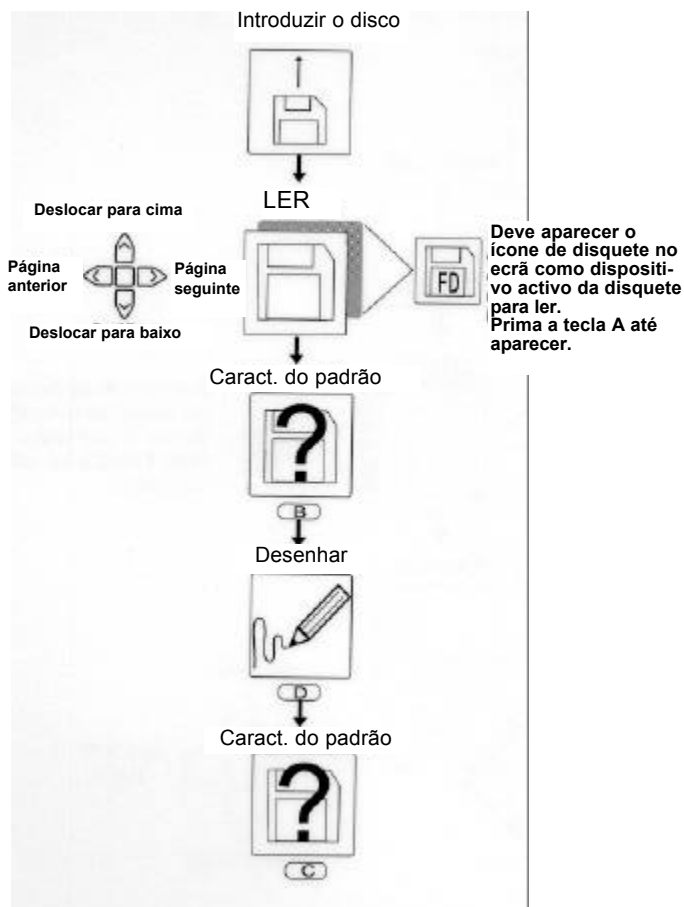 Introduzir o disco
LER
Deslocar para cima
Página
anterior
Página
seguinte
Deslocar para baixo
FD
Deve aparecer o
ícone de disquete no
ecrã como dispositi-
vo activo da disquete
para ler.
Prima a tecla A até
aparecer.
Caract. do padrão
?
B
Desenhar
D
Caract. do padrão
?
C